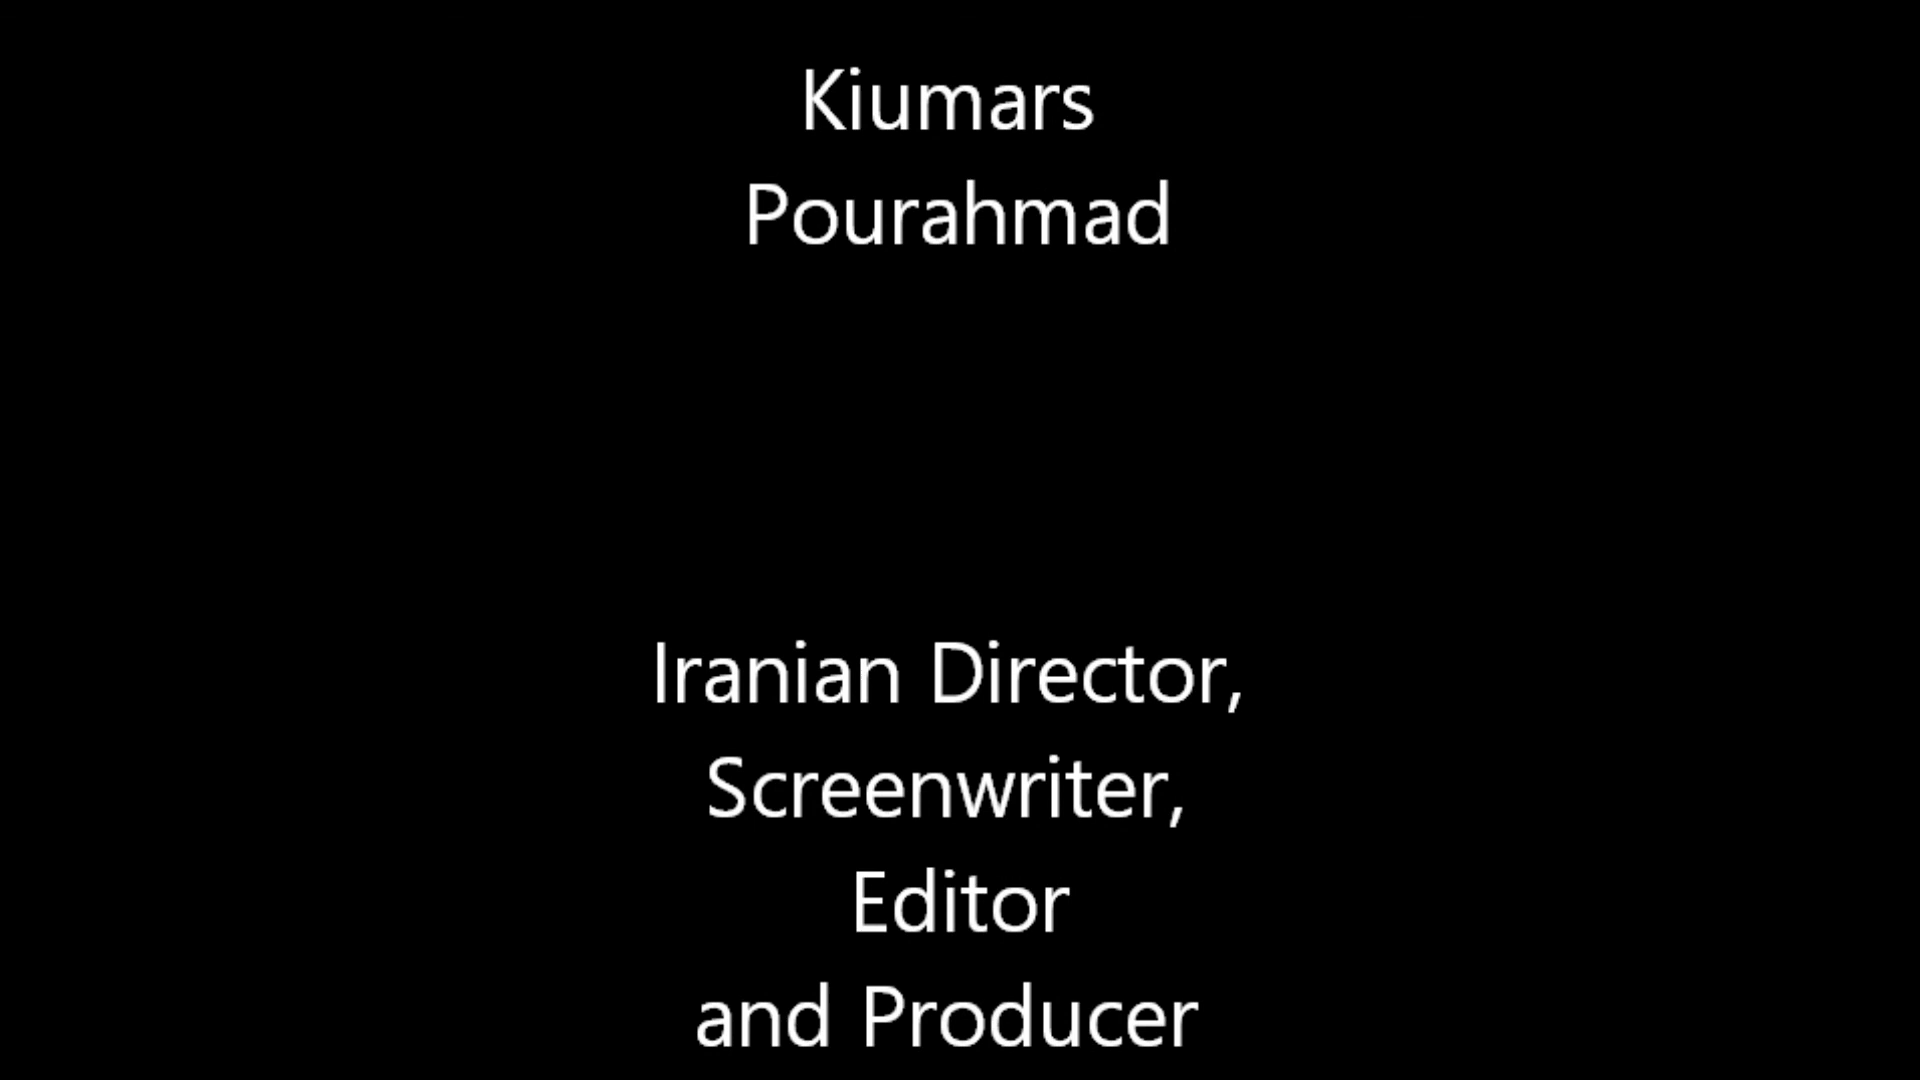 Kiumars
Pourahmad
Iranian Director,
Screenwriter,
Editor
and Producer